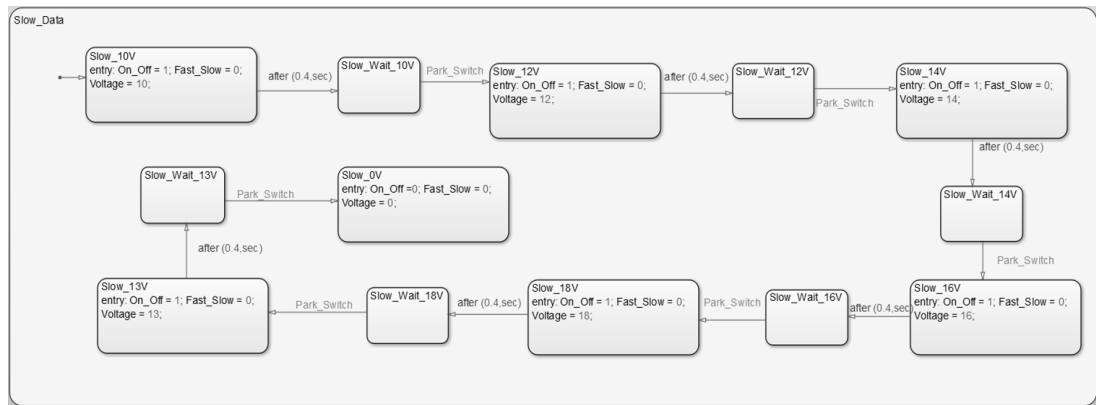 Slow_Data
Slow_10V
entry: On_Off = 1; Fast_Slow = 0;
Voltage = 10;
after (0.4,sec)
Slow_Wait_10V
Park_Switch
Slow_12V
entry: On_Off = 1; Fast_Slow = 0;
Voltage = 12;
after (0.4,sec)
Slow_Wait_12V
Park_Switch
Slow_14V
entry: On_Off = 1; Fast_Slow = 0;
Voltage = 14;
after (0.4,sec)
Slow_Wait_14V
Park_Switch
Slow_16V
entry: On_Off = 1; Fast_Slow = 0;
Voltage = 16;
after (0.4,sec)
Slow_Wait_16V
Park_Switch
Slow_18V
entry: On_Off = 1; Fast_Slow = 0;
Voltage = 18;
after (0.4,sec)
Slow_Wait_18V
Park_Switch
Slow_13V
entry: On_Off = 1; Fast_Slow = 0;
Voltage = 13;
after (0.4,sec)
Slow_Wait_13V
Park_Switch
Slow_0V
entry: On_Off =0; Fast_Slow = 0;
Voltage = 0;